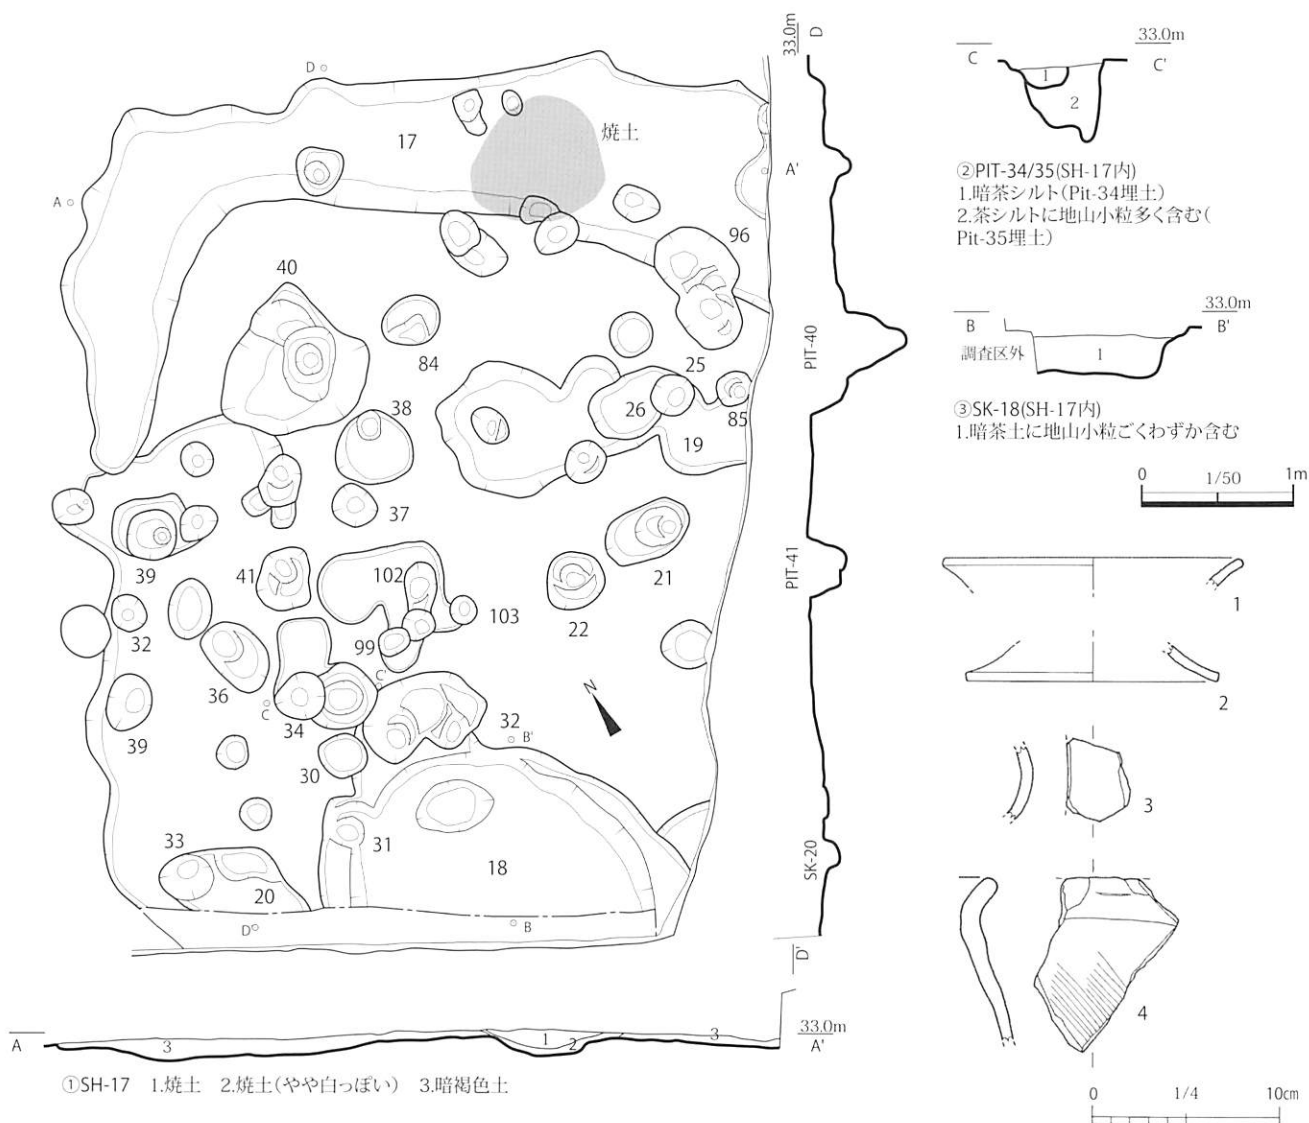 D
17
焼土
A
A'
96
40
84
25
38
26
85
19
37
39
41
102
21
103
32
22
99
36
C'
C
34
32
B'
39
30
N
33
31
18
20
D'
B
33.0m
D
PIT-40
PIT-41
SK-20
D'
A
3
1
2
3
33.0m
A'
①SH-17 1.焼土 2.焼土(やや白っぽい) 3.暗褐色土
C
33.0m
C'
1
2
②PIT-34/35(SH-17内)
1.暗茶シルト(Pit-34埋土)
2.茶シルトに地山小粒多く含む(
Pit-35埋土)
B
33.0m
B'
調査区外
1
③SK-18(SH-17内)
1.暗茶土に地山小粒ごくわずか含む
0 1/50 1m
1
2
3
4
0 1/4 10cm